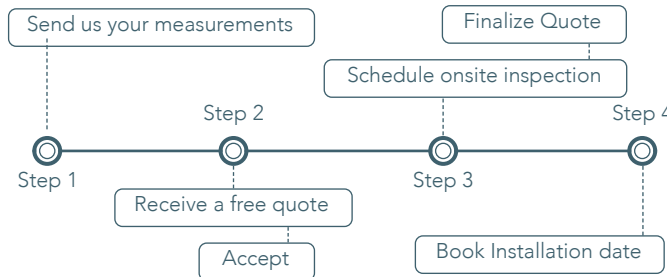 Send us your measurements
Finalize Quote
Schedule onsite inspection
Step 2
Step 4
Step 1
Step 3
Receive a free quote
Accept
Book Installation date